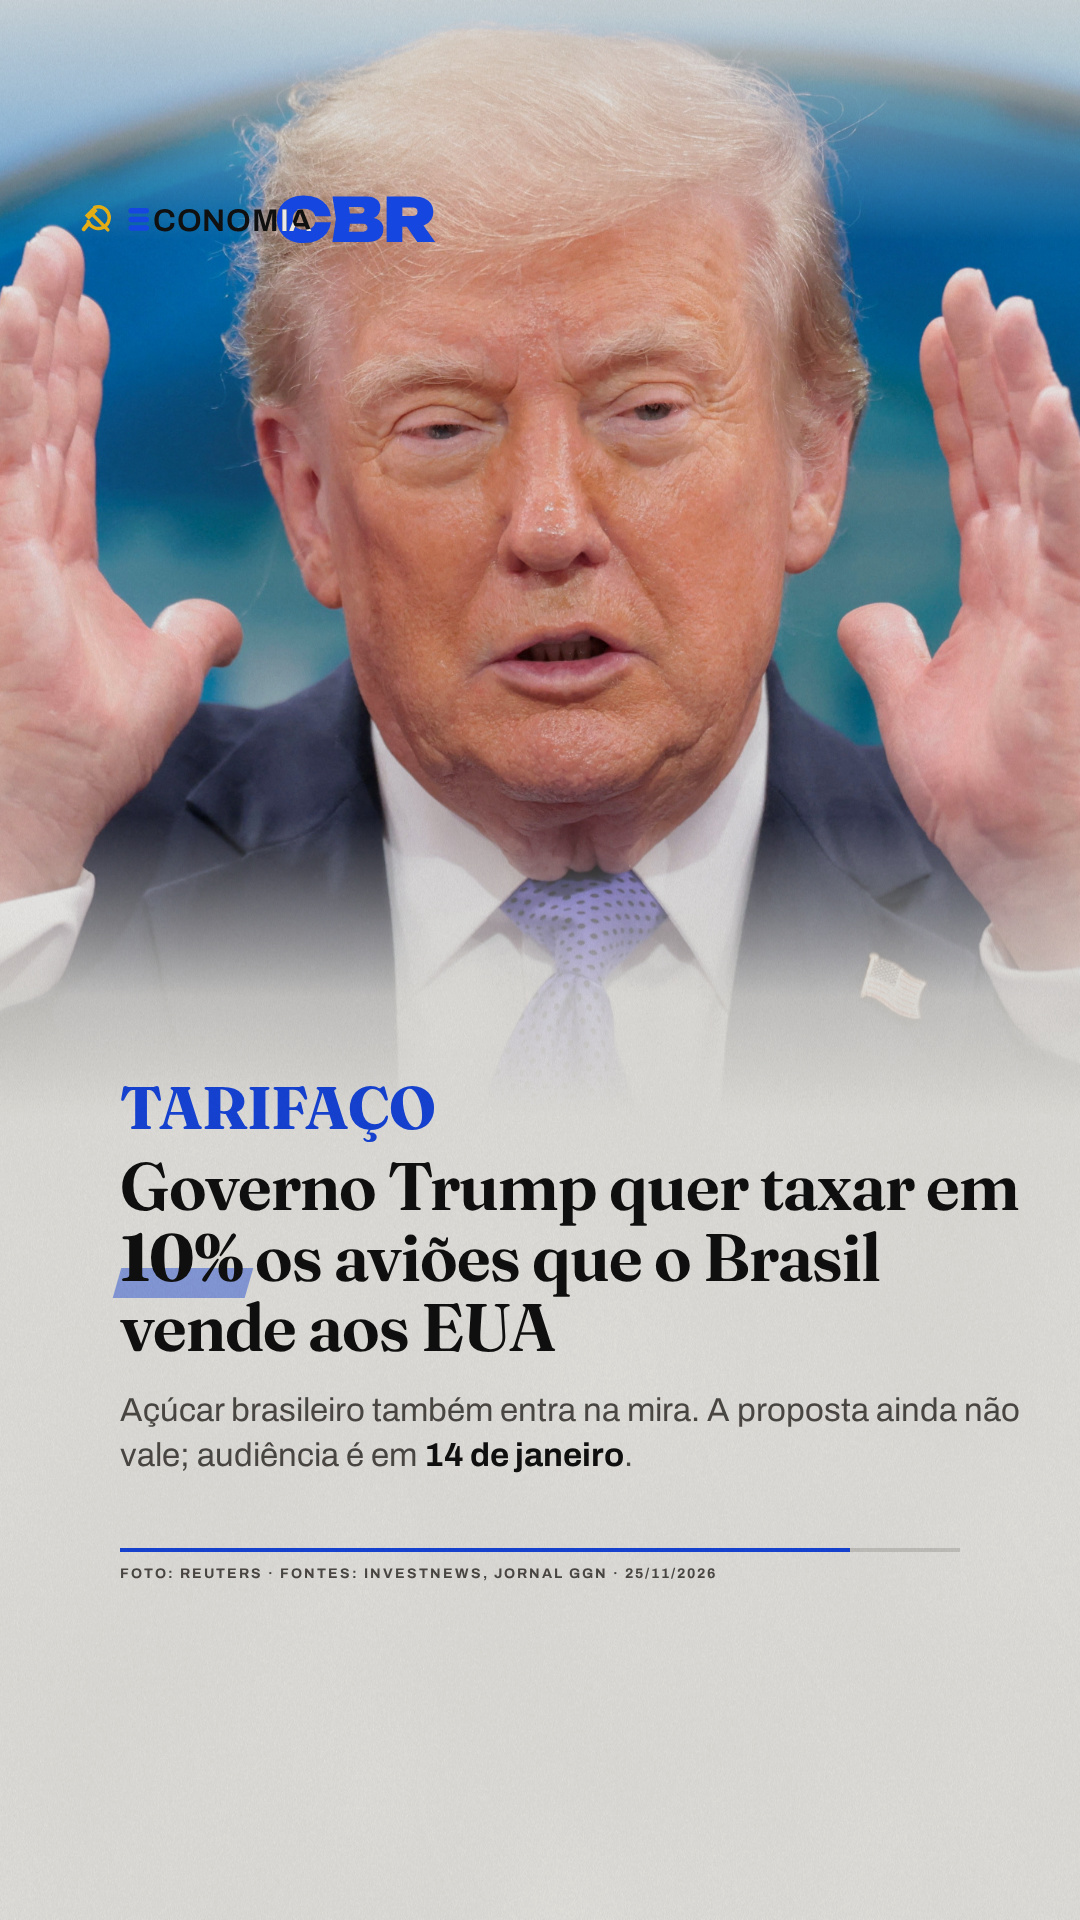 ECONOMIA CBR
TARIFAÇO
Governo Trump quer taxar em
10% os aviões que o Brasil
vende aos EUA
Açúcar brasileiro também entra na mira. A proposta ainda não
vale; audiência é em 14 de janeiro.
FOTO: REUTERS · FONTES: INVESTNEWS, JORNAL GGN · 25/11/2026